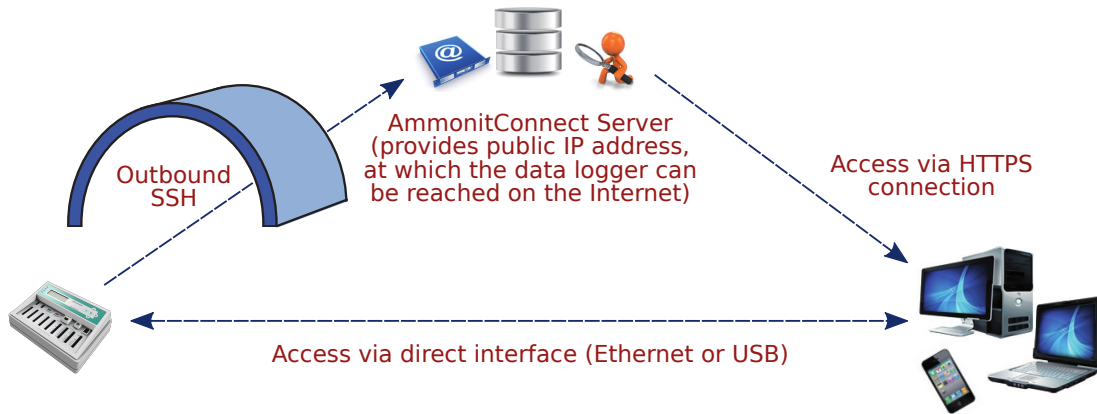 @
AmmonitConnect Server
(provides public IP address,
at which the data logger can
be reached on the Internet)
Outbound
SSH
Access via HTTPS
connection
Access via direct interface (Ethernet or USB)